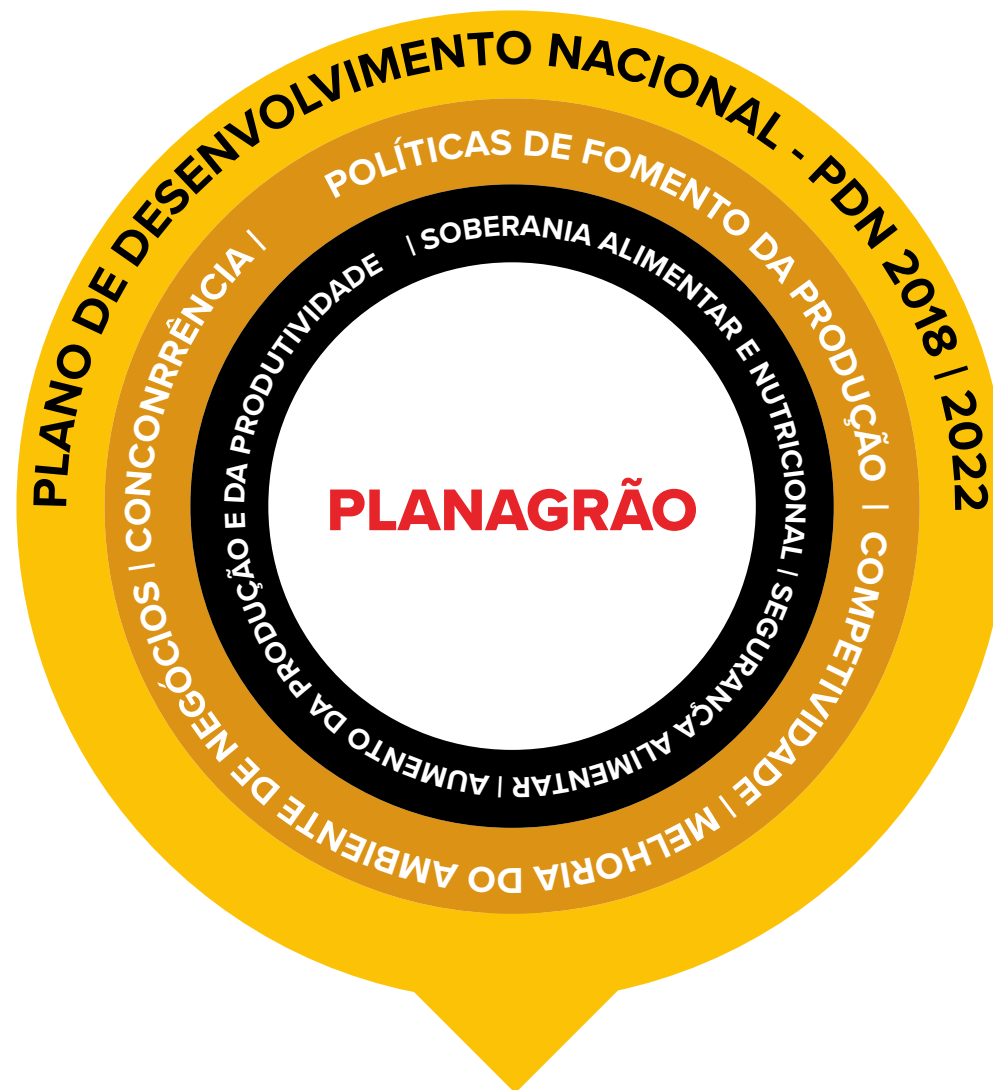 PLANO DE DESENVOLVIMENTO NACIONAL - PDN 2018 | 2022
POLÍTICAS DE FOMENTO DA PRODUÇÃO | COMPETIVIDADE | MELHORIA DO AMBIENTE DE NEGÓCIOS | CONCONRRÊNCIA |
| SOBERANIA ALIMENTAR E NUTRICIONAL | SEGURANÇA ALIMENTAR | AUMENTO DA PRODUÇÃO E DA PRODUTIVIDADE
PLANAGRÃO